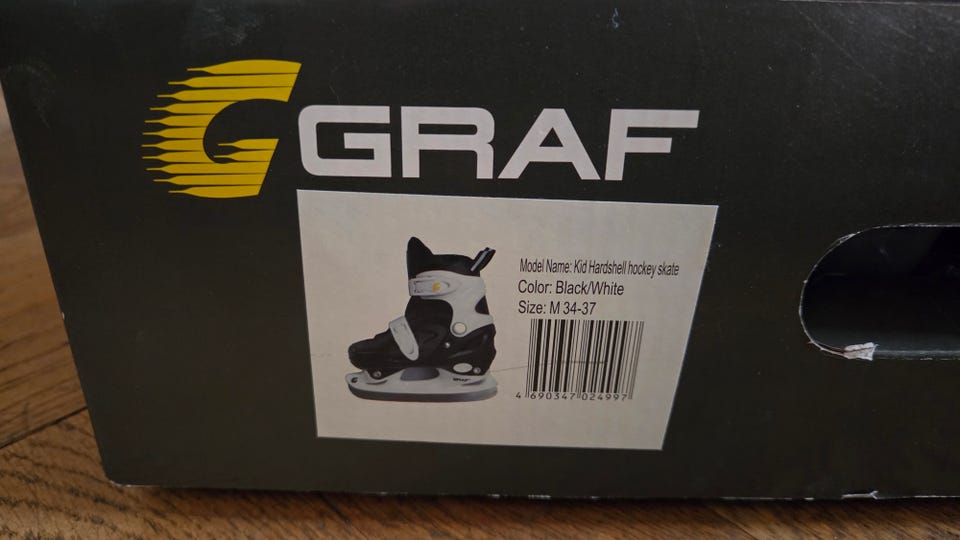 GRAF
Model Name: Kid Hardshell hockey skate
Color: Black/White
Size: M 34-37
4 690347 024997